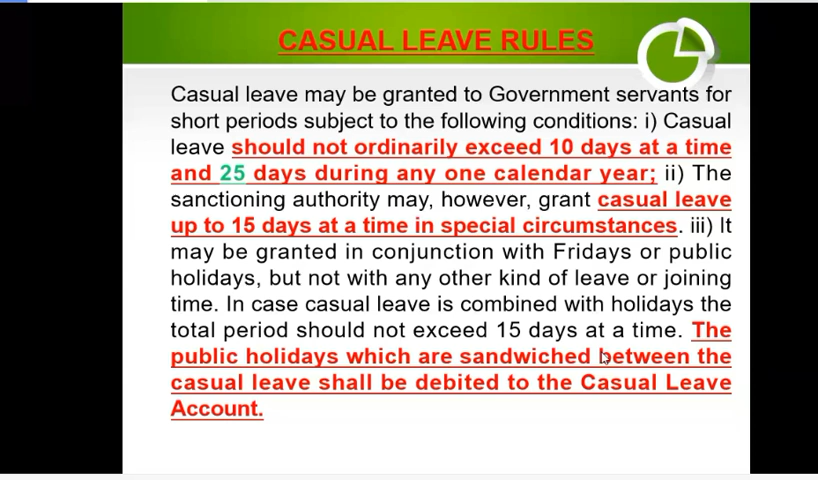 CASUAL LEAVE RULES
Casual leave may be granted to Government servants for
short periods subject to the following conditions: i) Casual
leave should not ordinarily exceed 10 days at a time
and 25 days during any one calendar year; ii) The
sanctioning authority may, however, grant casual leave
up to 15 days at a time in special circumstances. iii) It
may be granted in conjunction with Fridays or public
holidays, but not with any other kind of leave or joining
time. In case casual leave is combined with holidays the
total period should not exceed 15 days at a time. The
public holidays which are sandwiched between the
casual leave shall be debited to the Casual Leave
Account.